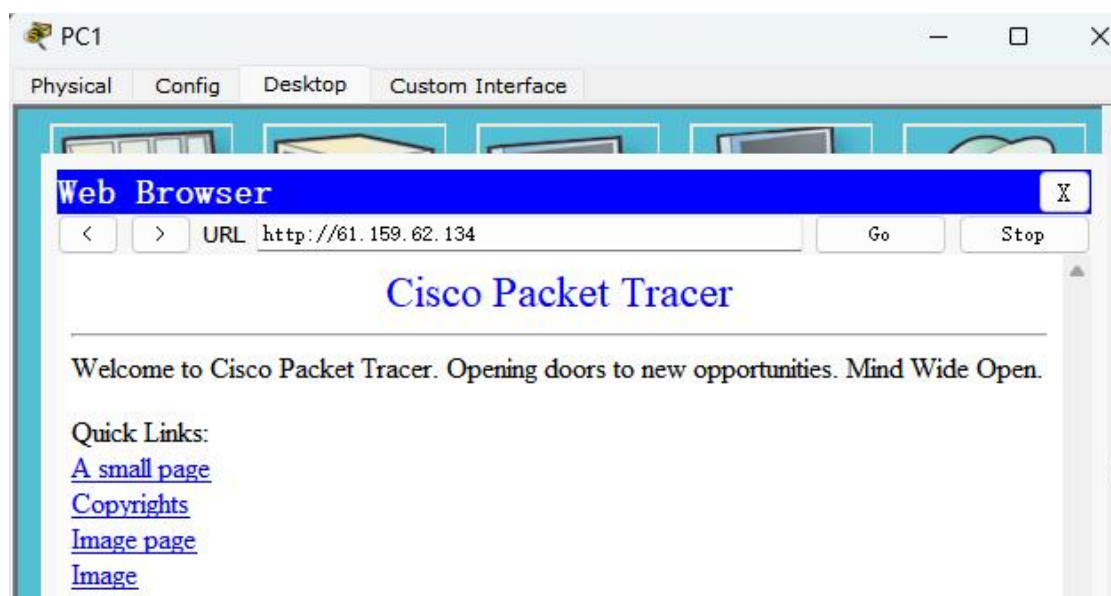 PC1
Physical Config Desktop Custom Interface
Web Browser X
< > URL http://61.159.62.134 Go Stop
Cisco Packet Tracer
Welcome to Cisco Packet Tracer. Opening doors to new opportunities. Mind Wide Open.
Quick Links:
A small page
Copyrights
Image page
Image